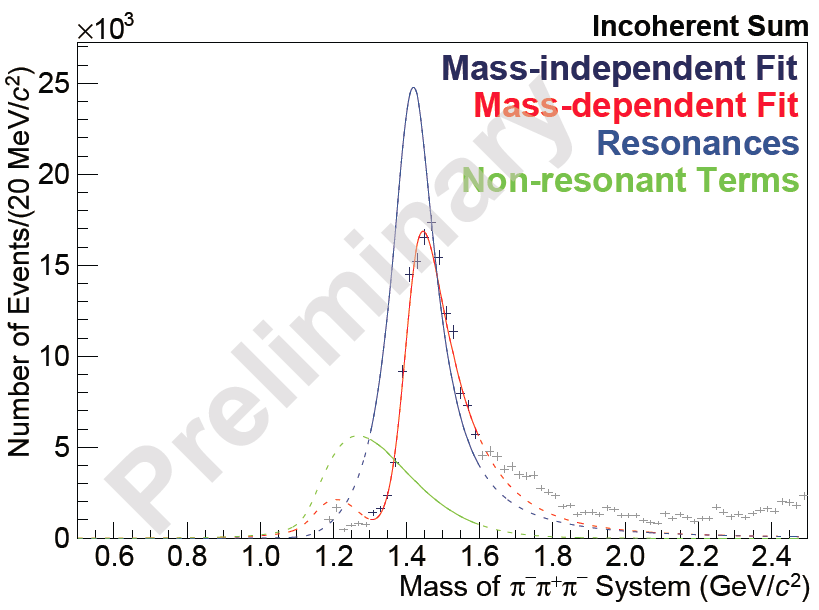 Incoherent Sum
×10³
Mass-independent Fit
Mass-dependent Fit
Resonances
Non-resonant Terms
Preliminary
Number of Events/(20 MeV/c²)
25
20
15
10
5
0
0.6 0.8 1.0 1.2 1.4 1.6 1.8 2.0 2.2 2.4
Mass of π⁻π⁺π⁻ System (GeV/c²)